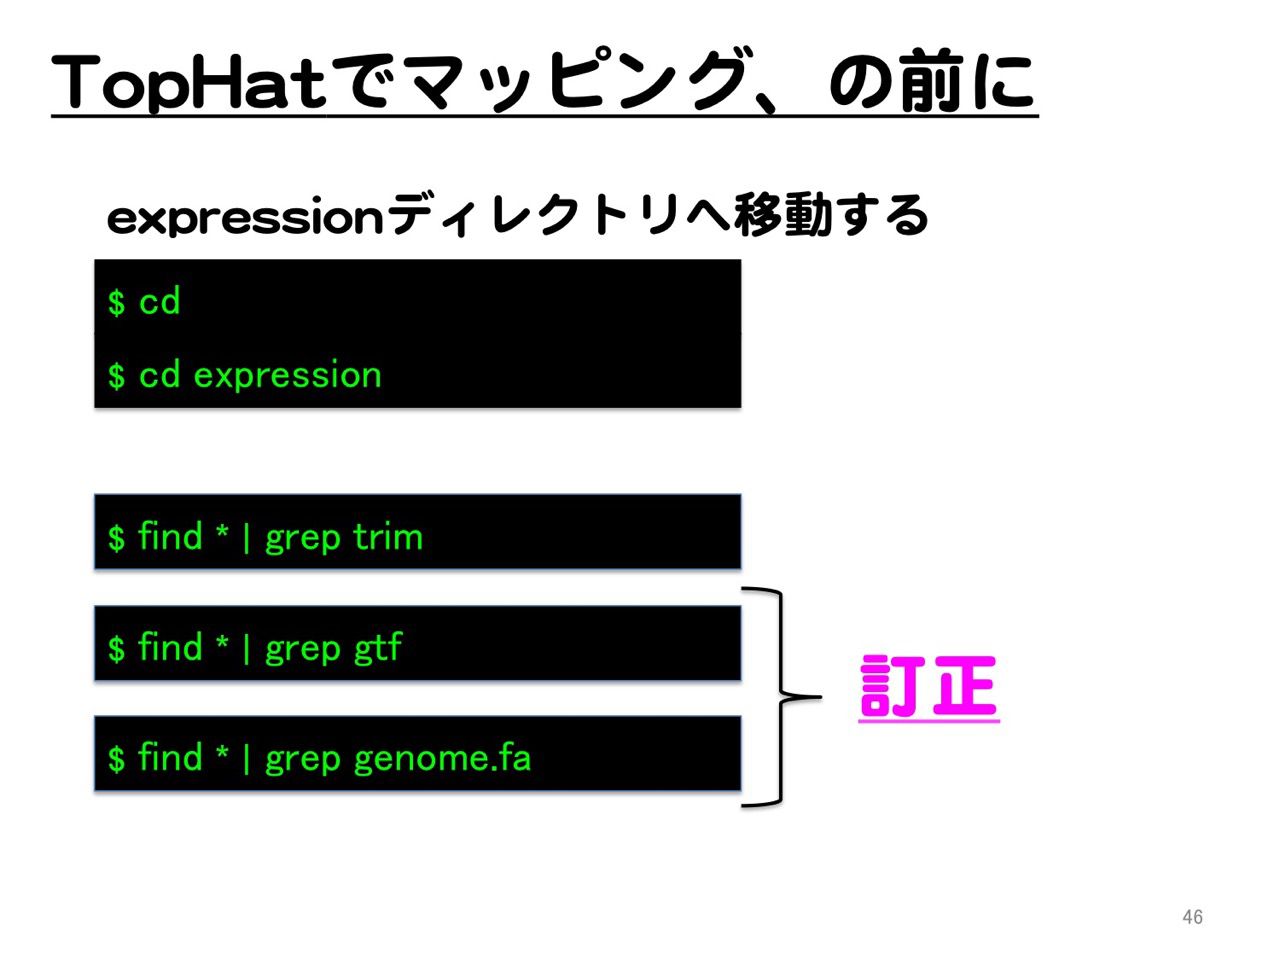 TopHatでマッピング、の前に
expressionディレクトリへ移動する
$ cd
$ cd expression
$ find * | grep trim
$ find * | grep gtf
$ find * | grep genome.fa
訂正
46